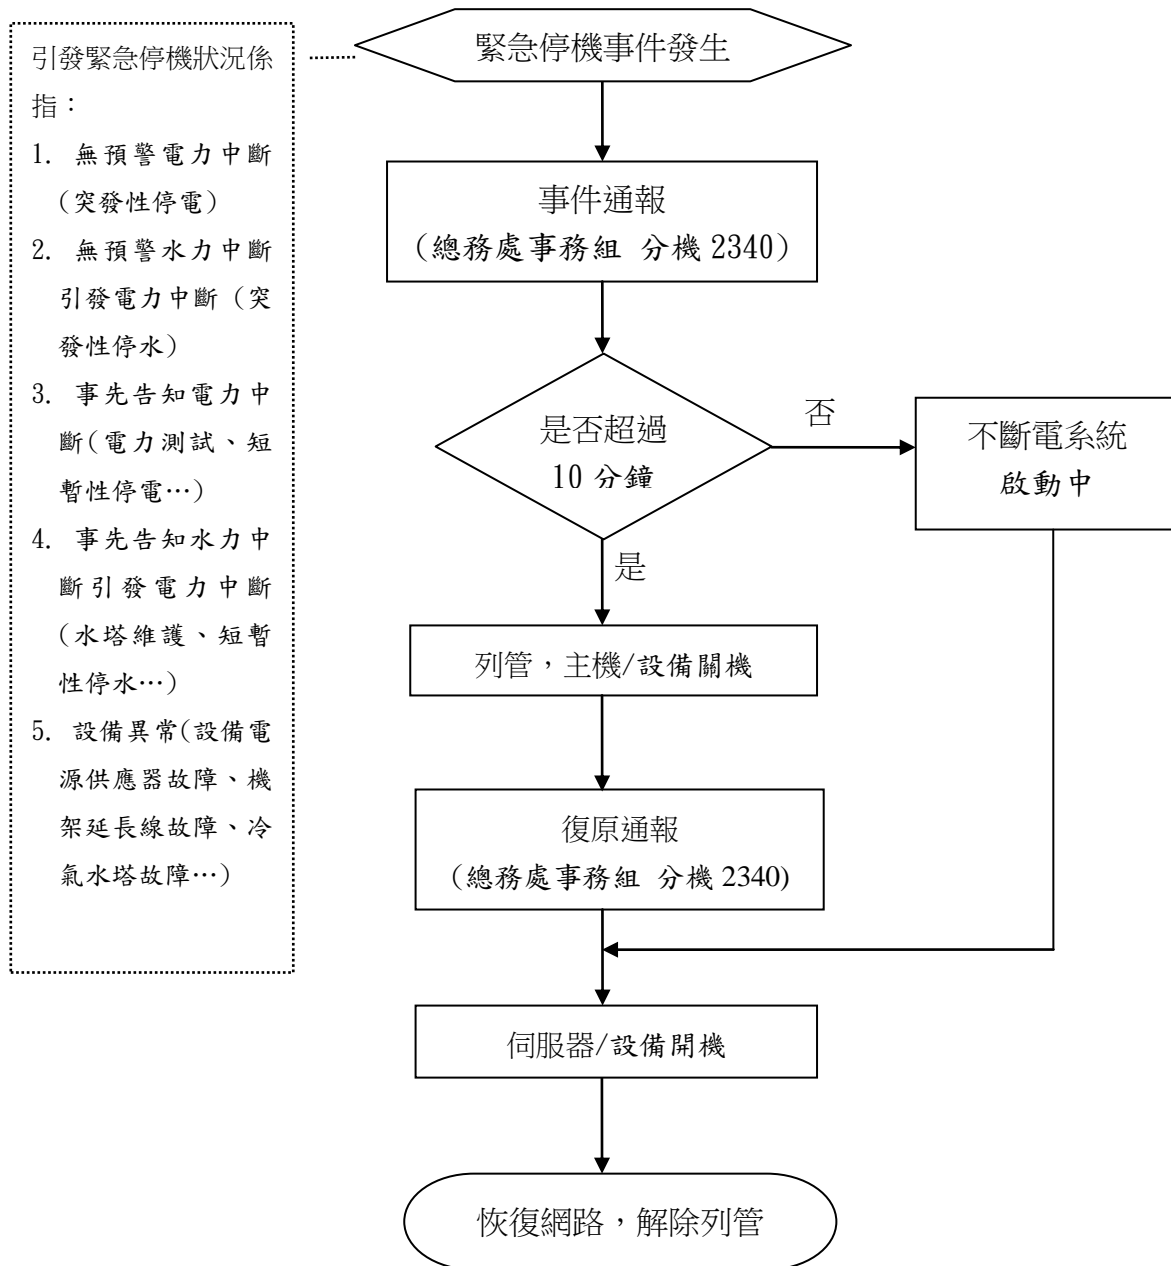 引發緊急停機狀況係
指：
1. 無預警電力中斷
(突發性停電)
2. 無預警水力中斷
引發電力中斷（突
發性停水）
3. 事先告知電力中
斷(電力測試、短
暫性停電…)
4. 事先告知水力中
斷引發電力中斷
(水塔維護、短暫
性停水…)
5. 設備異常(設備電
源供應器故障、機
架延長線故障、冷
氣水塔故障…)
緊急停機事件發生
事件通報
（總務處事務組 分機 2340）
是否超過
10 分鐘
否
不斷電系統
啟動中
是
列管，主機/設備關機
復原通報
（總務處事務組 分機 2340)
伺服器/設備開機
恢復網路，解除列管